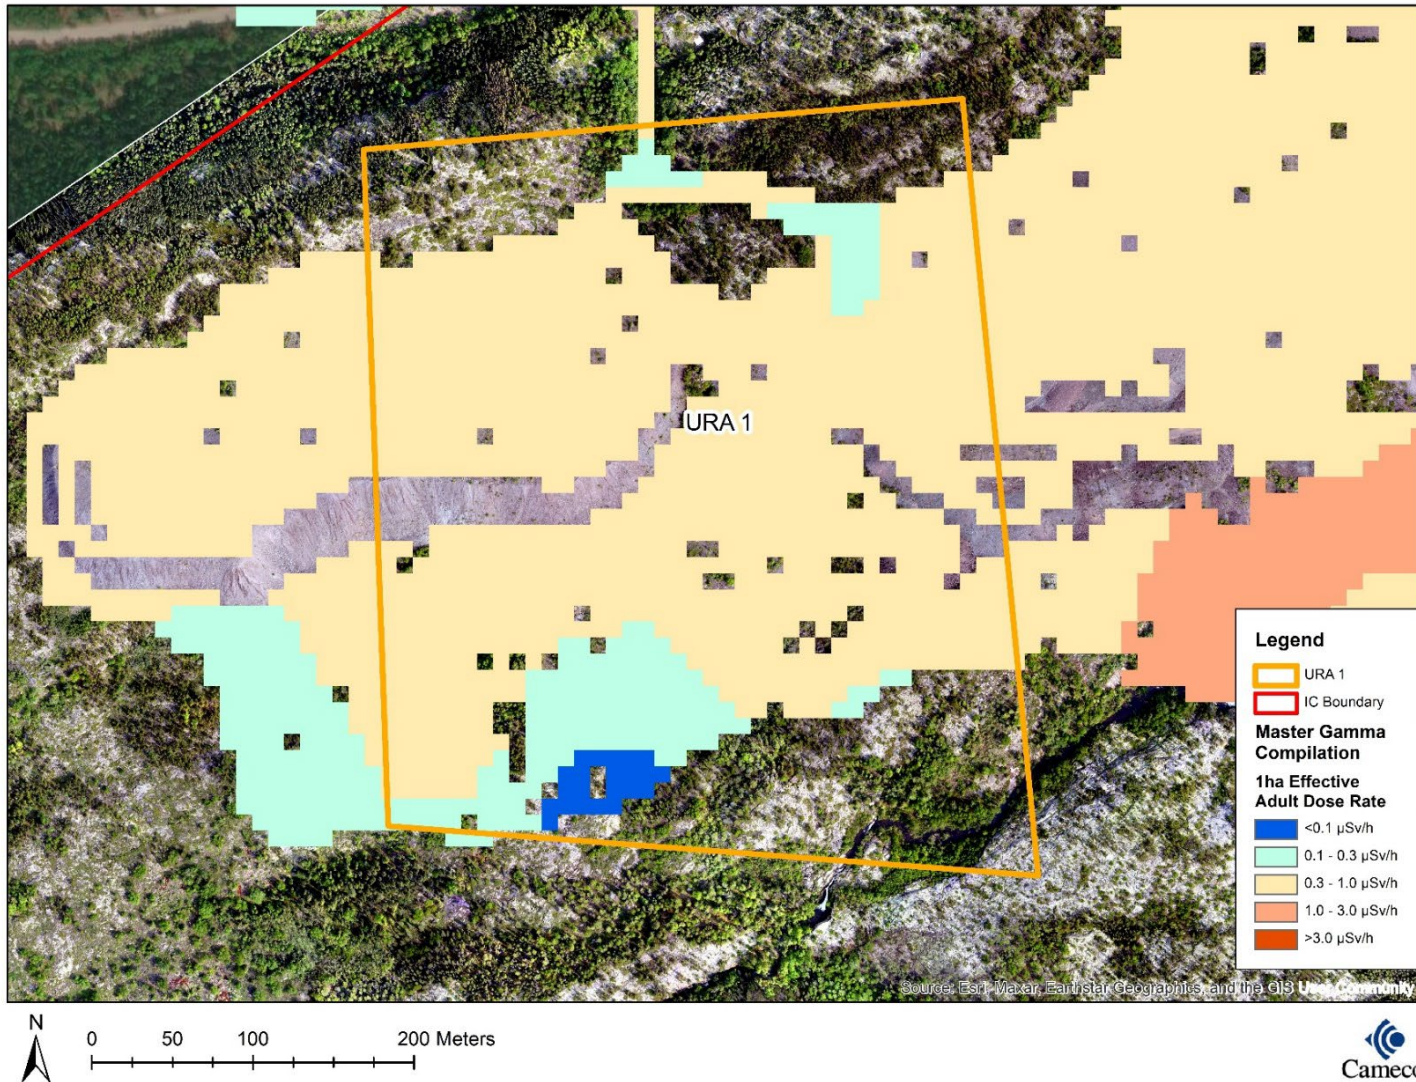 URA 1
Legend
URA 1
IC Boundary
Master Gamma
Compilation
1ha Effective
Adult Dose Rate
<0.1 µSv/h
0.1 - 0.3 µSv/h
0.3 - 1.0 µSv/h
1.0 - 3.0 µSv/h
>3.0 µSv/h
Source: Esri, Maxar, Earthstar Geographics, and the GIS User Community
N
0 50 100 200 Meters
Cameco